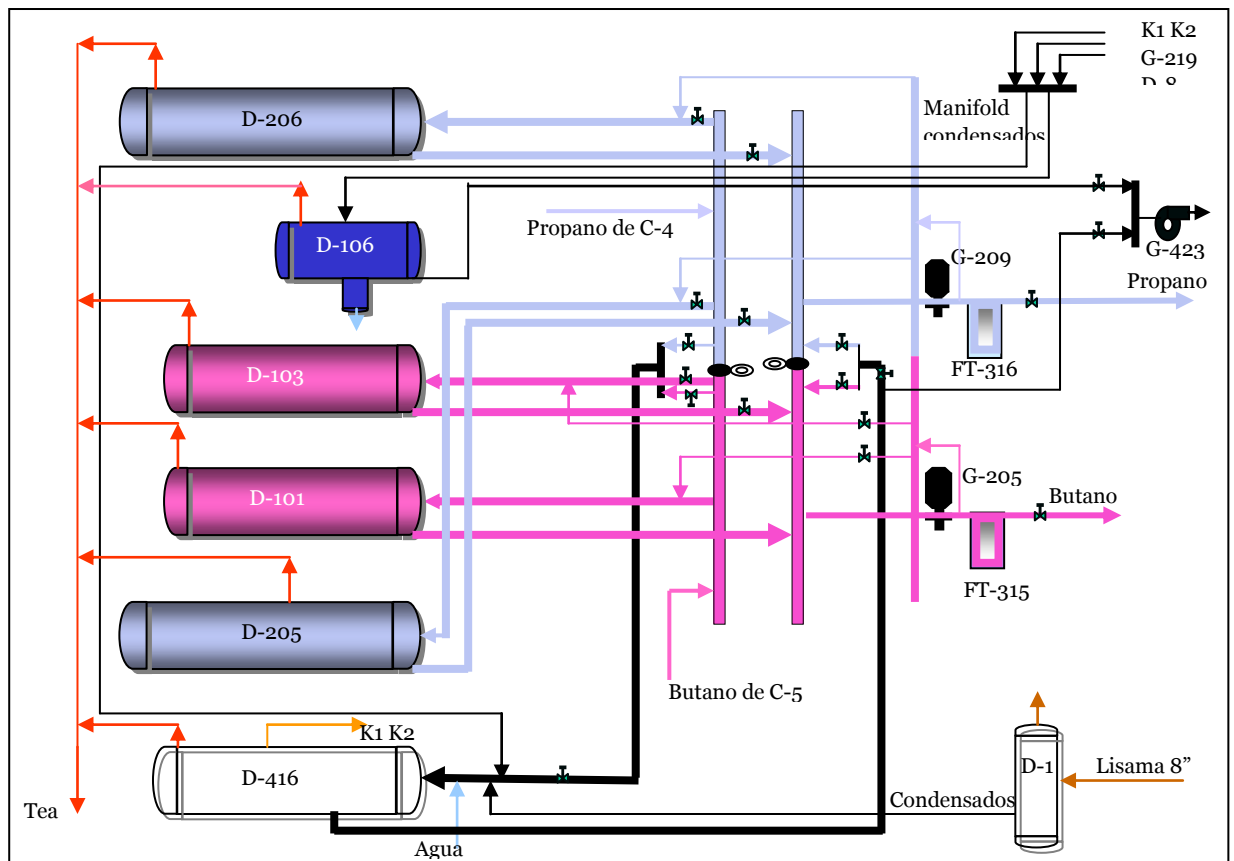 K1 K2
G-219
D-8
D-206
Manifold
condensados
Propano de C-4
D-106
G-423
G-209
Propano
D-103
FT-316
D-101
G-205
Butano
FT-315
D-205
Butano de C-5
K1 K2
D-416
D-1
Lisama 8”
Condensados
Tea
Agua